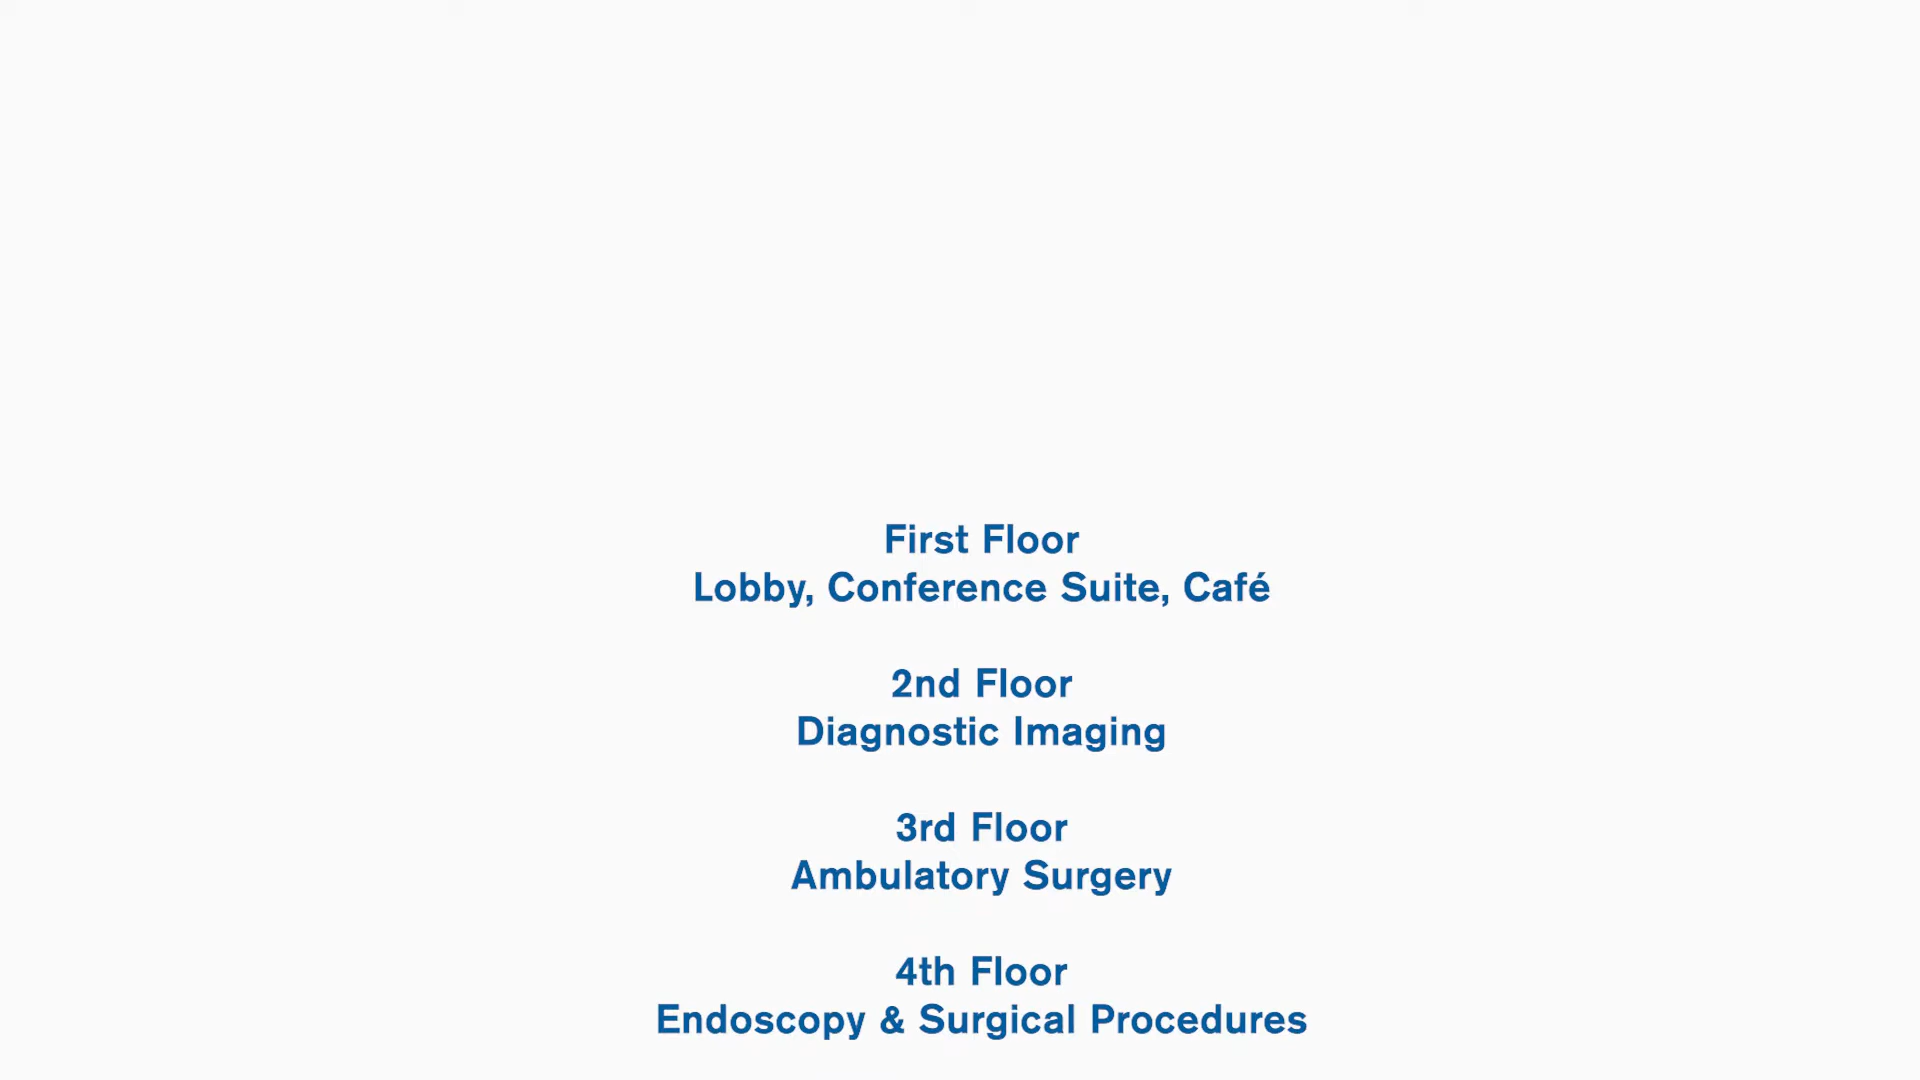 First Floor
Lobby, Conference Suite, Café
2nd Floor
Diagnostic Imaging
3rd Floor
Ambulatory Surgery
4th Floor
Endoscopy & Surgical Procedures